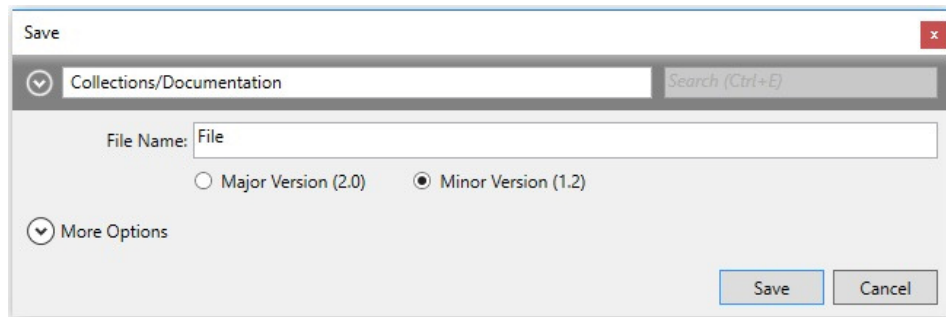 Save
x
Collections/Documentation Search (Ctrl+E)
File Name: File
Major Version (2.0) Minor Version (1.2)
More Options
Save Cancel